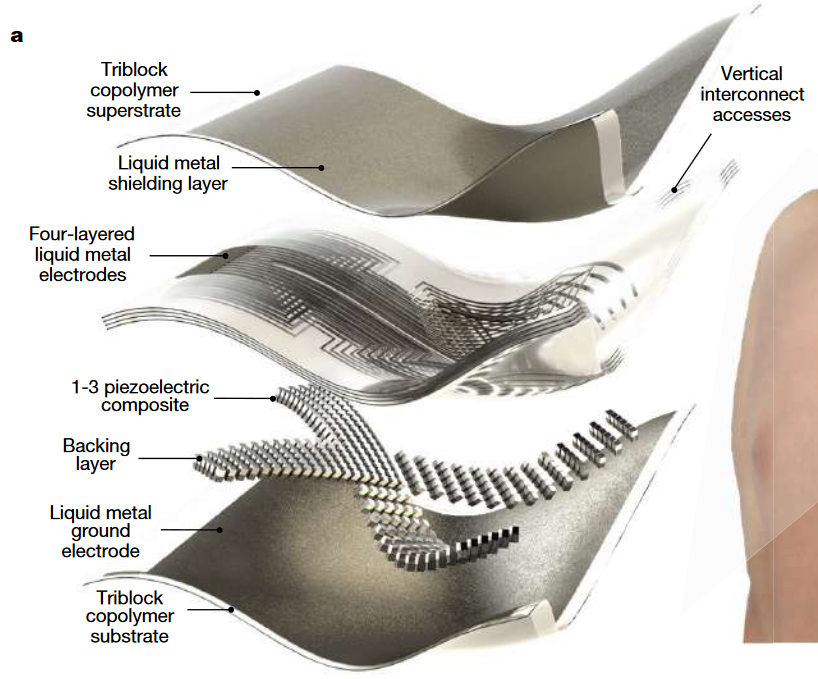 a
Triblock
copolymer
superstrate
Vertical
interconnect
accesses
Liquid metal
shielding layer
Four-layered
liquid metal
electrodes
1-3 piezoelectric
composite
Backing
layer
Liquid metal
ground
electrode
Triblock
copolymer
substrate